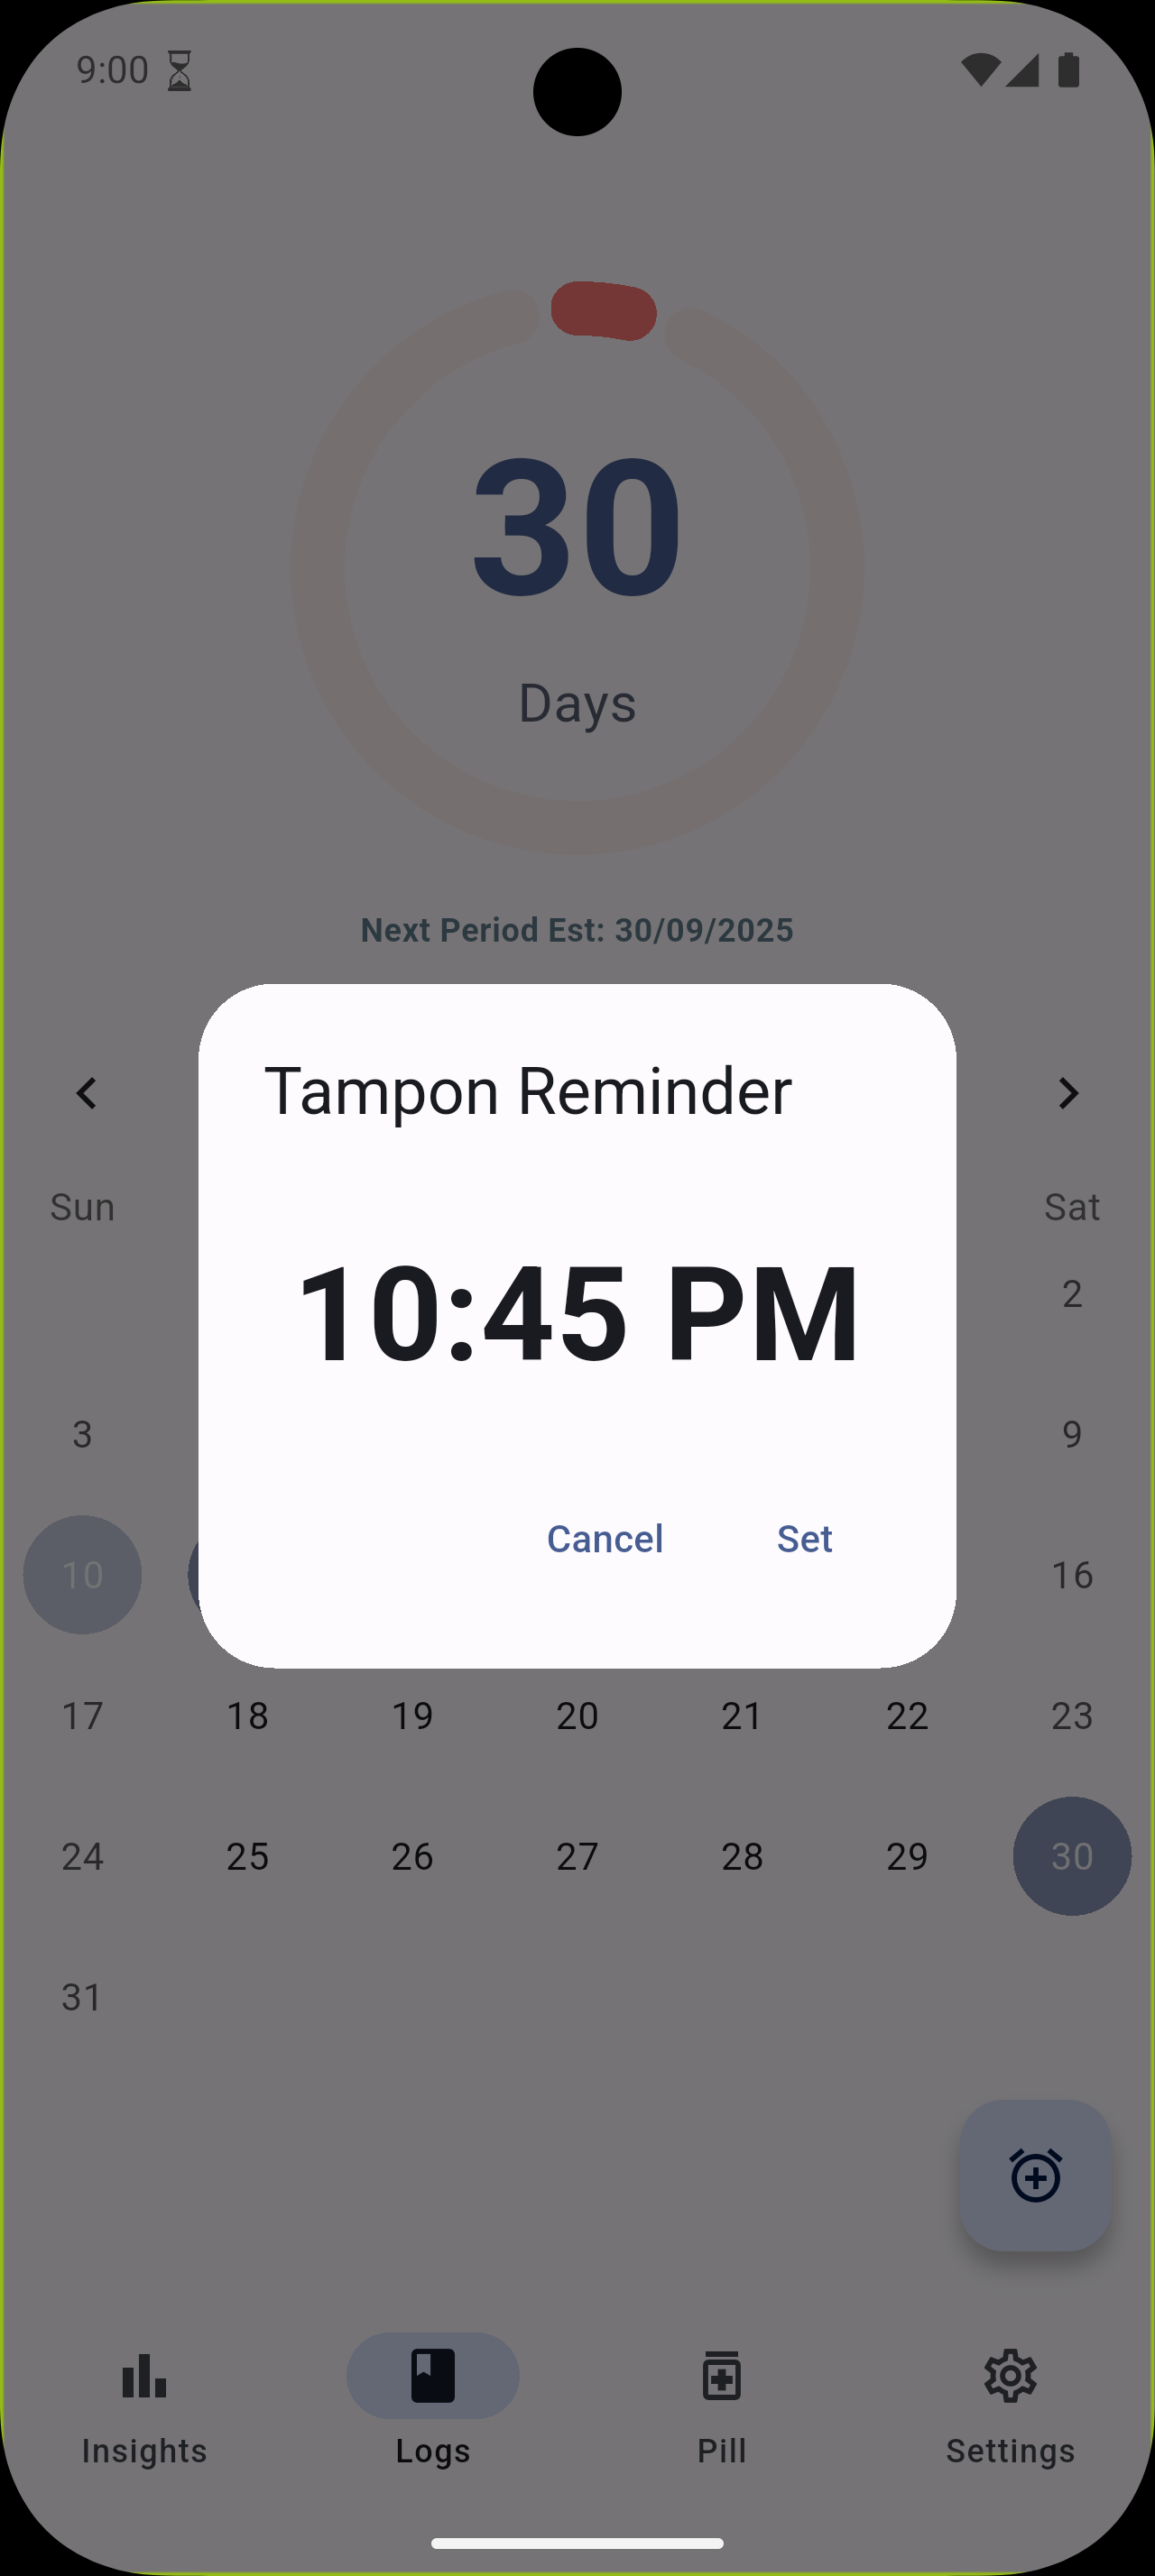 9:00
30
Days
Next Period Est: 30/09/2025
Tampon Reminder
10:45 PM
Cancel Set
Sun Sat
2
3 9
10 16
17 18 19 20 21 22 23
24 25 26 27 28 29 30
31
Insights Logs Pill Settings